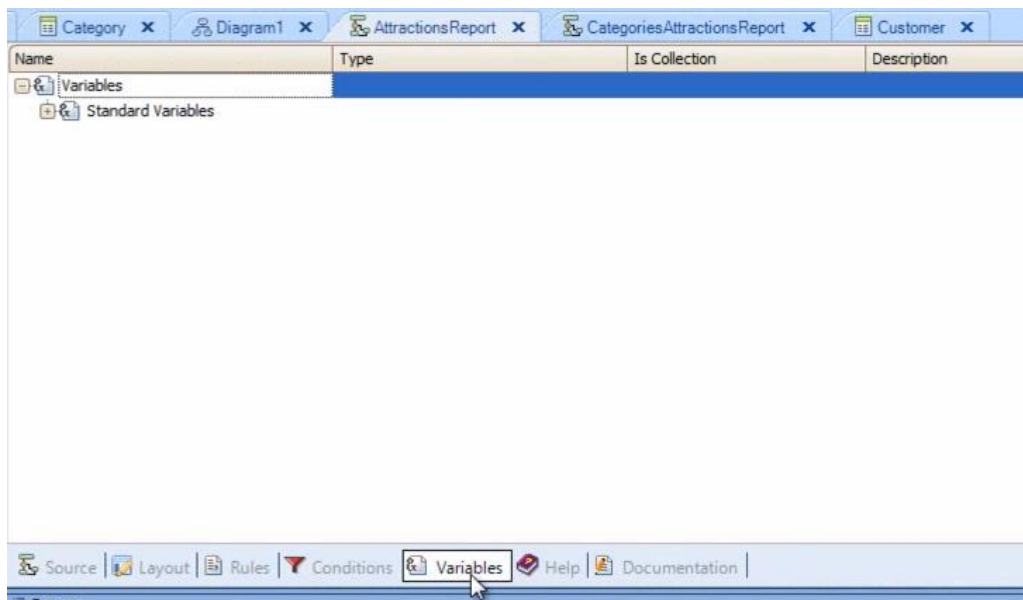 Category Diagram1 AttractionsReport CategoriesAttractionsReport Customer
Name Type Is Collection Description
Variables
Standard Variables
Source Layout Rules Conditions Variables Help Documentation